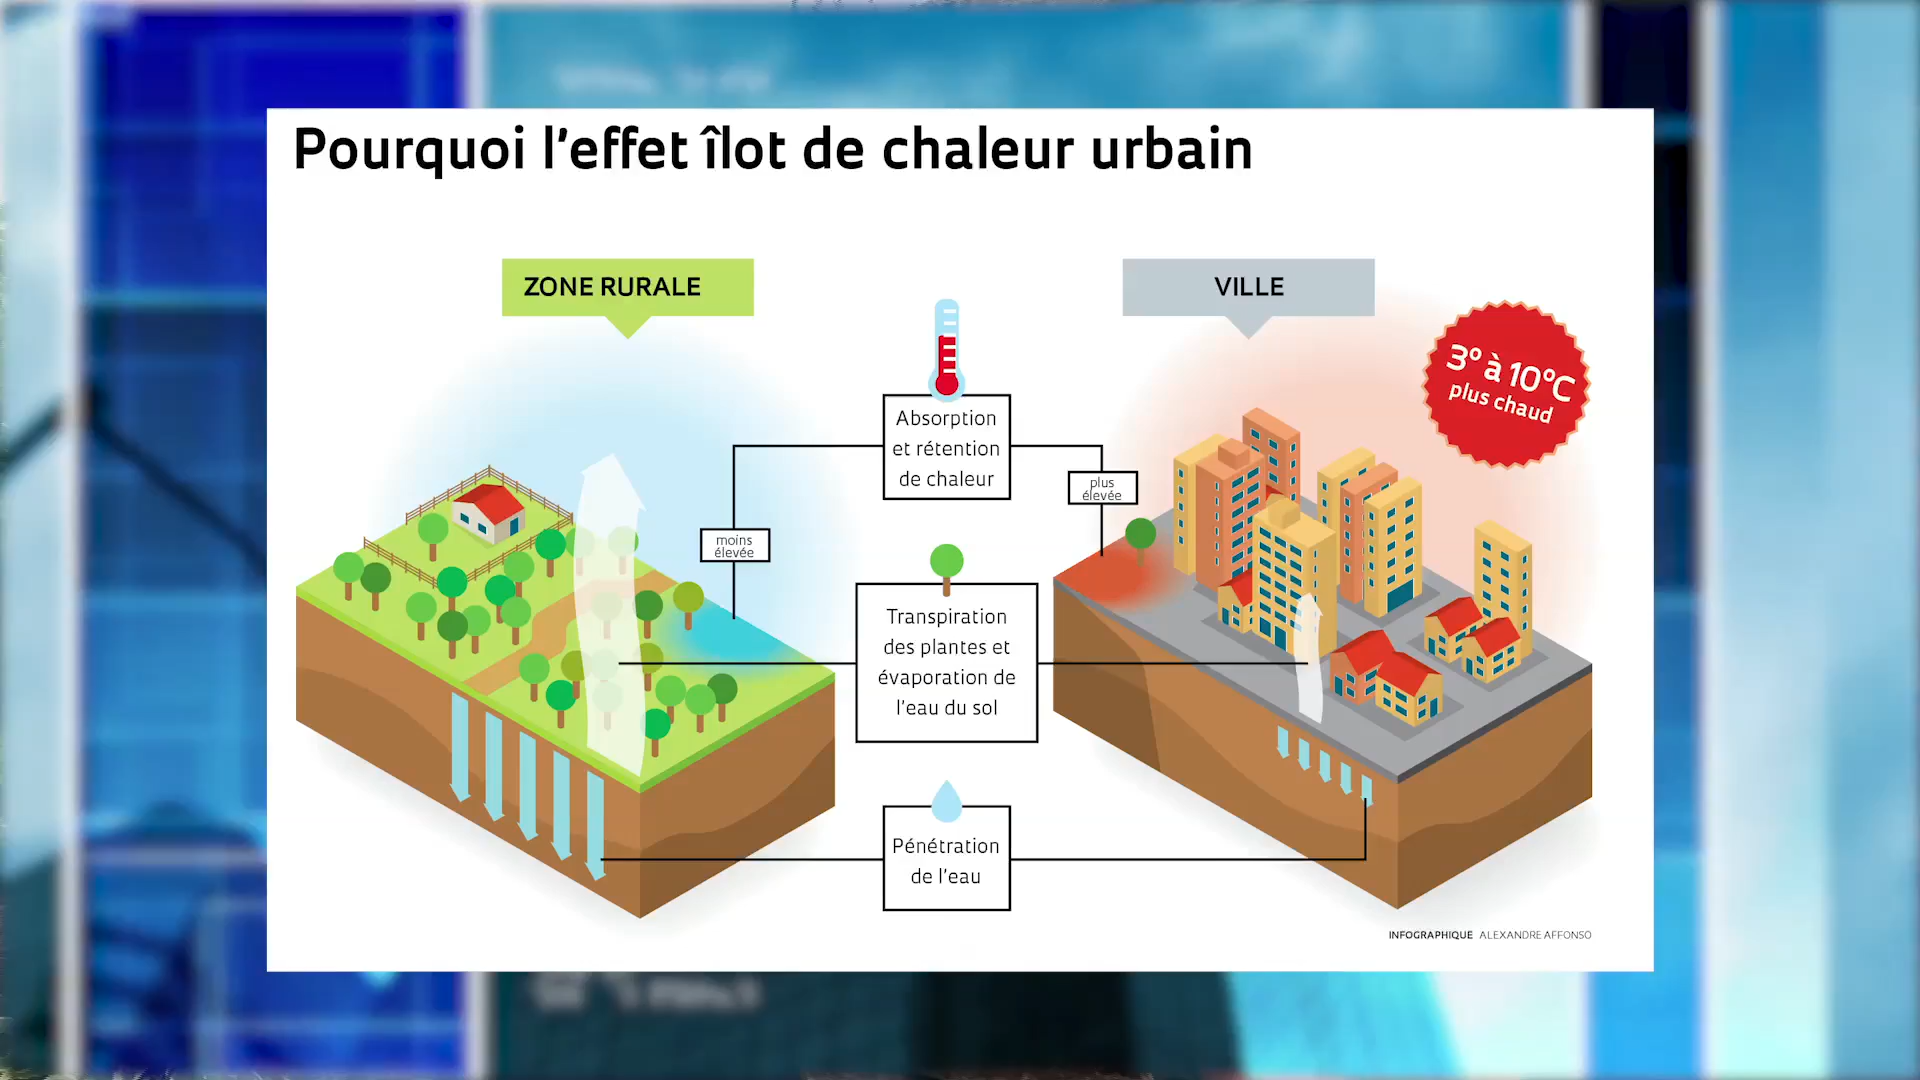 Pourquoi l'effet îlot de chaleur urbain
ZONE RURALE
VILLE
3° à 10°C
plus chaud
Absorption
et rétention
de chaleur
plus
élevée
moins
élevée
Transpiration
des plantes et
évaporation de
l'eau du sol
Pénétration
de l'eau
INFOGRAPHIQUE ALEXANDRE AFFONSO